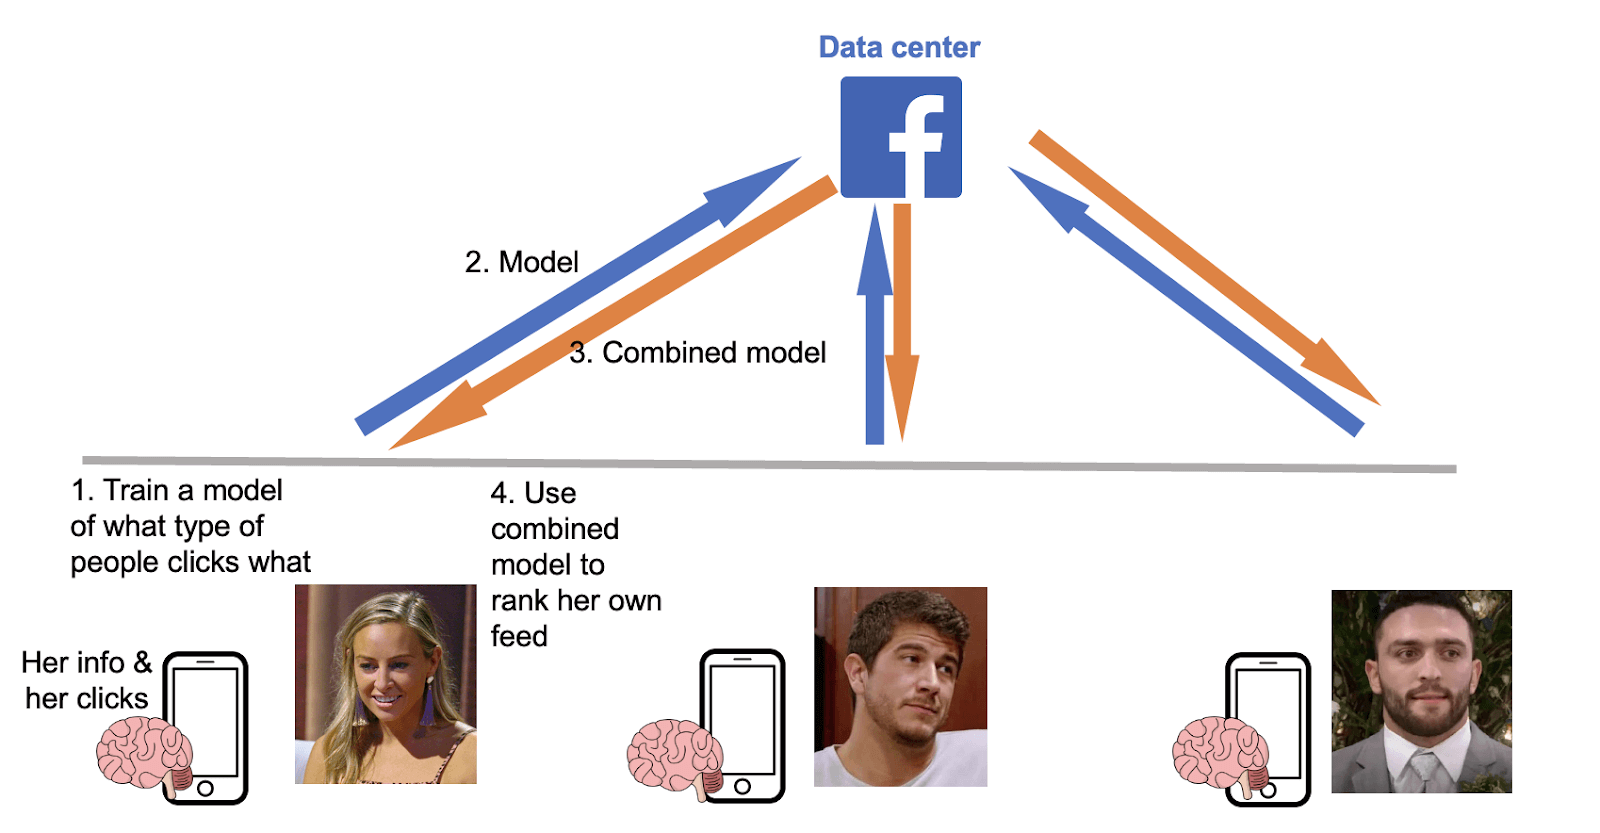 Data center
f
2. Model
3. Combined model
1. Train a model
of what type of
people clicks what
4. Use
combined
model to
rank her own
feed
Her info &
her clicks